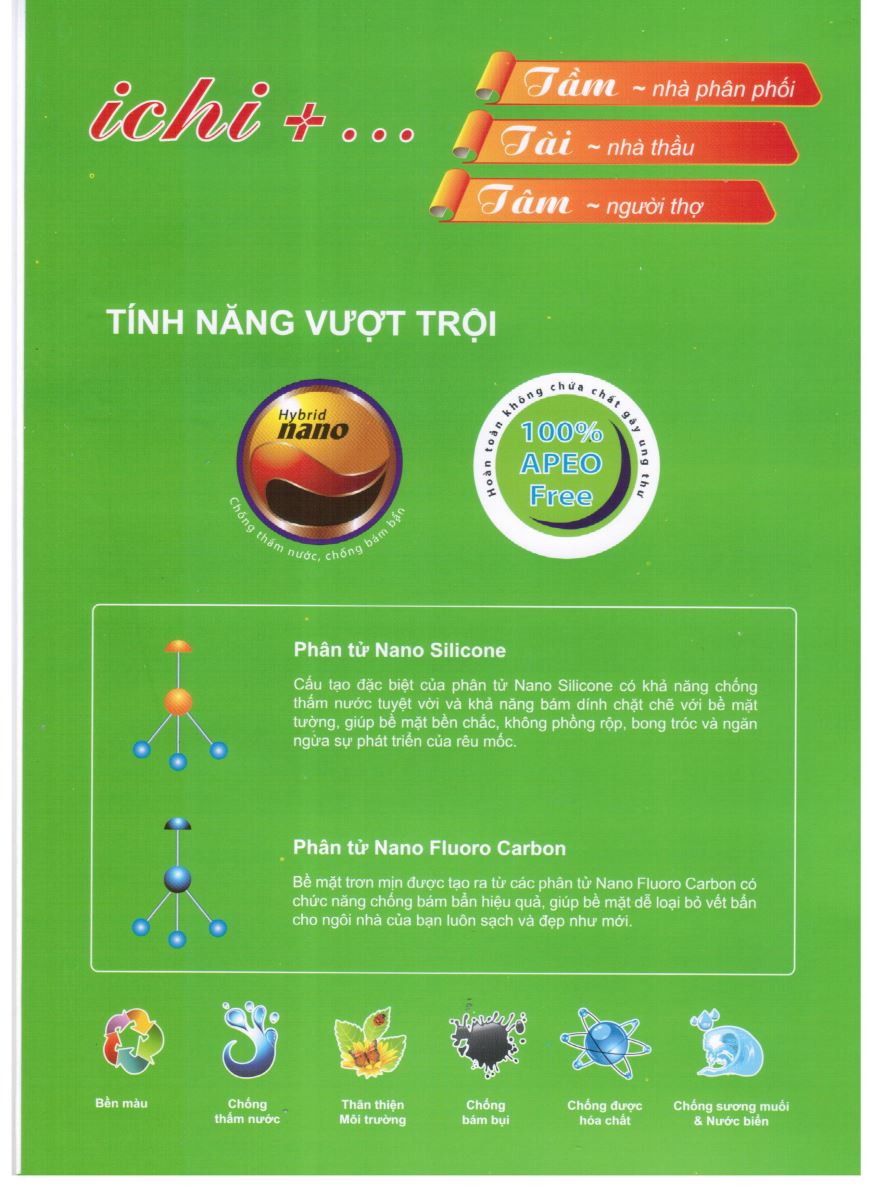 ichi + ...
Tầm ~ nhà phân phối
Tài ~ nhà thầu
Tâm ~ người thợ
TÍNH NĂNG VƯỢT TRỘI
Hybrid
nano
Chống thấm nước, chống bám bẩn
Hoàn toàn không chứa chất gây ung thư
100%
APEO
Free
Phân tử Nano Silicone
Cấu tạo đặc biệt của phân tử Nano Silicone có khả năng chống
thấm nước tuyệt vời và khả năng bám dính chặt chẽ với bề mặt
tường, giúp bề mặt bền chắc, không phồng rộp, bong tróc và ngăn
ngừa sự phát triển của rêu mốc.
Phân tử Nano Fluoro Carbon
Bề mặt trơn mịn được tạo ra từ các phân tử Nano Fluoro Carbon có
chức năng chống bám bẩn hiệu quả, giúp bề mặt dễ loại bỏ vết bẩn
cho ngôi nhà của bạn luôn sạch và đẹp như mới.
Bền màu
Chống
thấm nước
Thân thiện
Môi trường
Chống
bám bụi
Chống được
hóa chất
Chống sương muối
& Nước biển